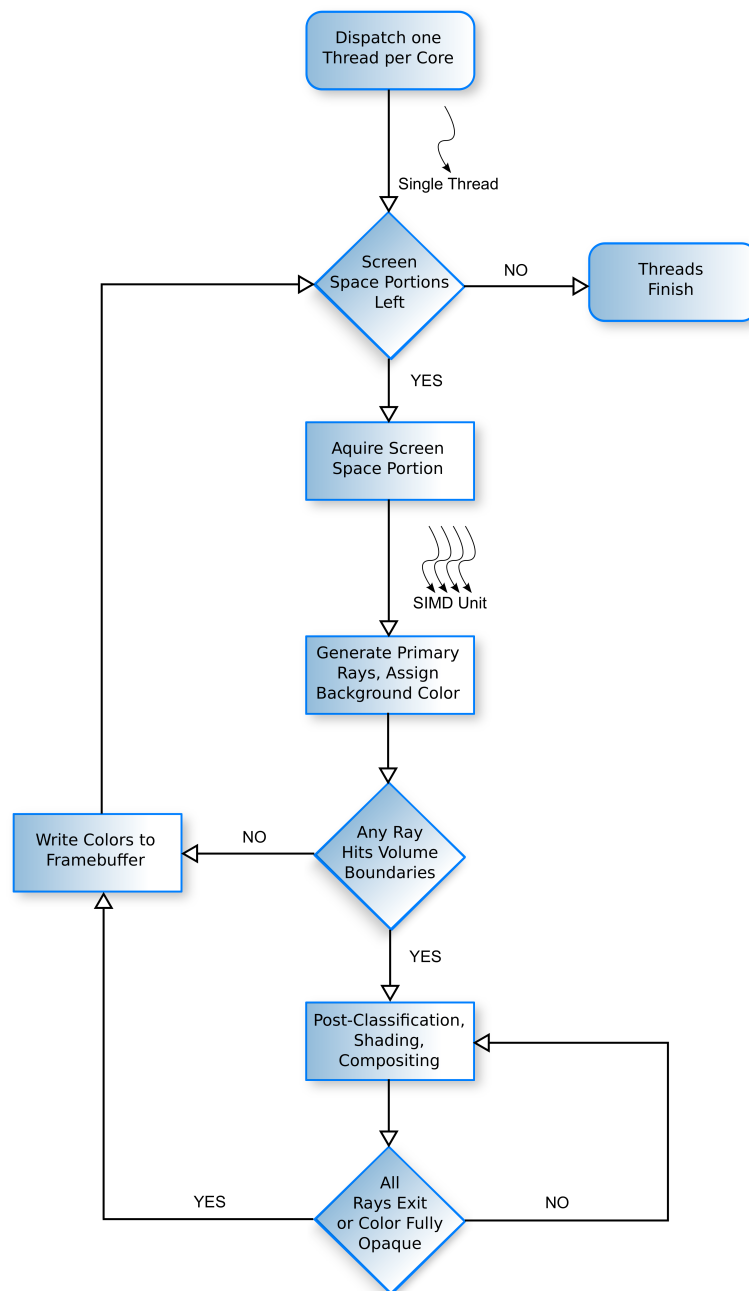 Dispatch one
Thread per Core
Single Thread
Screen
Space Portions
Left
NO
Threads
Finish
YES
Aquire Screen
Space Portion
SIMD Unit
Generate Primary
Rays, Assign
Background Color
Any Ray
Hits Volume
Boundaries
NO
Write Colors to
Framebuffer
YES
Post-Classification,
Shading,
Compositing
All
Rays Exit
or Color Fully
Opaque
YES
NO